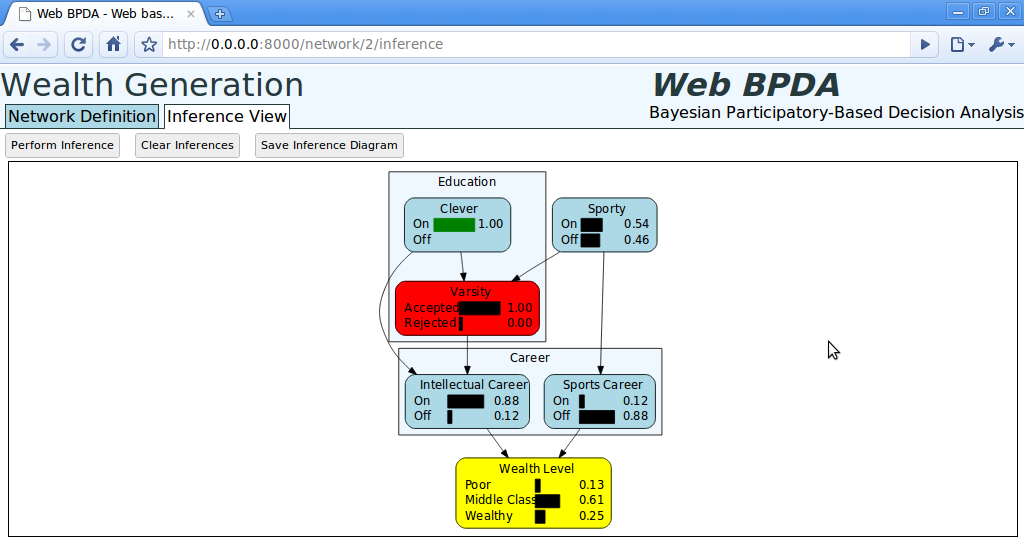 Web BPDA - Web bas...
http://0.0.0.0:8000/network/2/inference
Wealth Generation
Web BPDA
Bayesian Participatory-Based Decision Analysis
Network Definition
Inference View
Perform Inference
Clear Inferences
Save Inference Diagram
Education
Clever
On 1.00
Off
Sporty
On 0.54
Off 0.46
Varsity
Accepted 1.00
Rejected 0.00
Career
Intellectual Career
On 0.88
Off 0.12
Sports Career
On 0.12
Off 0.88
Wealth Level
Poor 0.13
Middle Class 0.61
Wealthy 0.25